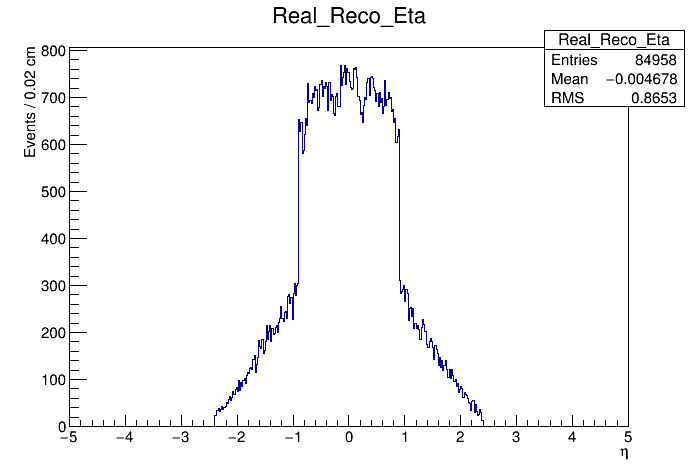 Real_Reco_Eta
Real_Reco_Eta
Entries 84958
Mean −0.004678
RMS 0.8653
Events / 0.02 cm
800
700
600
500
400
300
200
100
0
−5 −4 −3 −2 −1 0 1 2 3 4 5
η